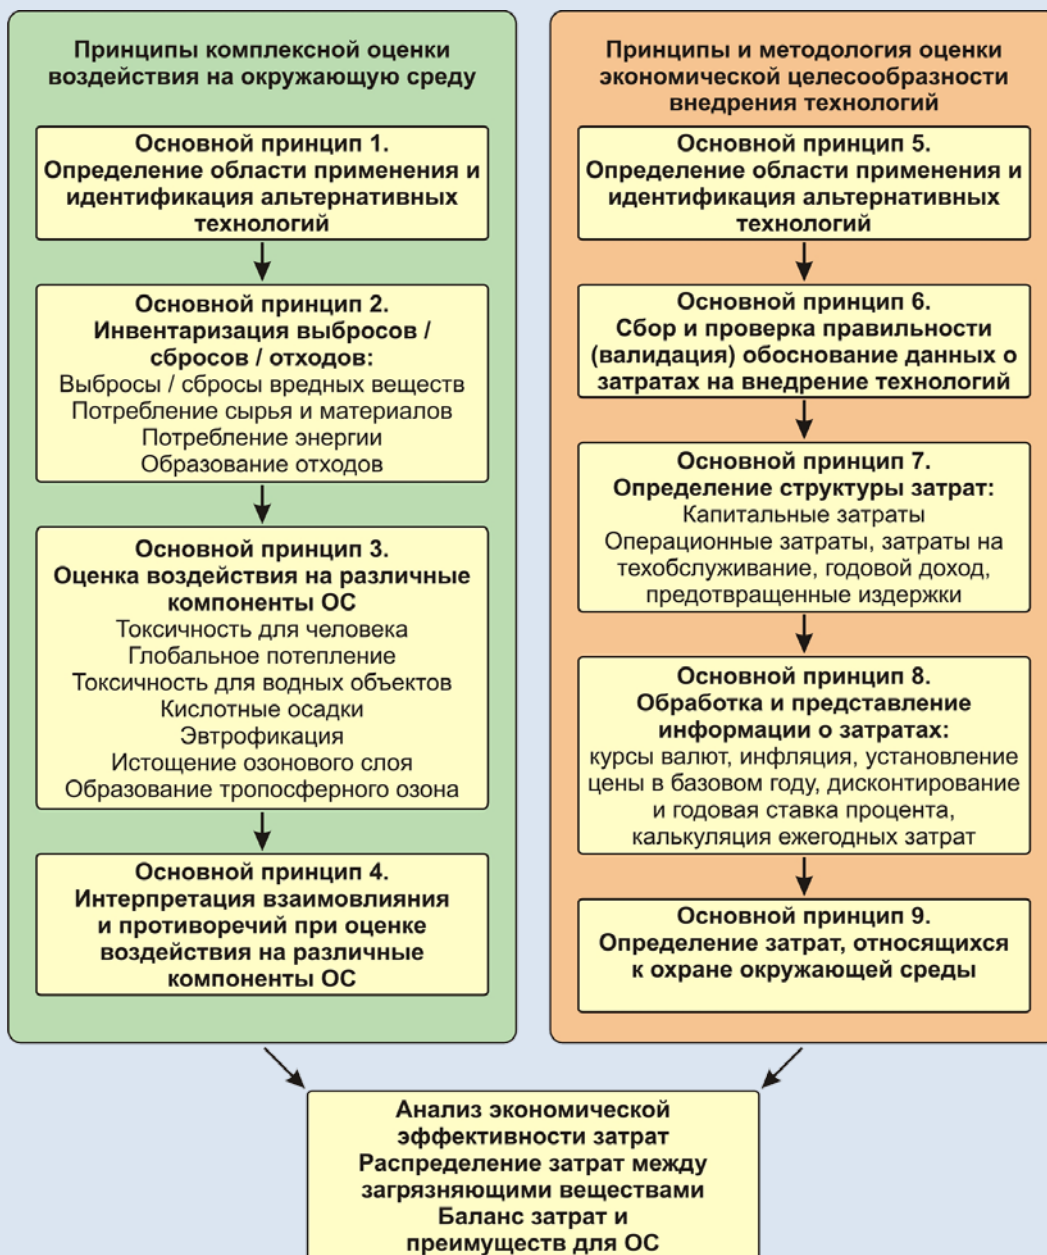 Принципы комплексной оценки
воздействия на окружающую среду
Основной принцип 1.
Определение области применения и
идентификация альтернативных
технологий
Основной принцип 2.
Инвентаризация выбросов /
сбросов / отходов:
Выбросы / сбросы вредных веществ
Потребление сырья и материалов
Потребление энергии
Образование отходов
Основной принцип 3.
Оценка воздействия на различные
компоненты ОС
Токсичность для человека
Глобальное потепление
Токсичность для водных объектов
Кислотные осадки
Эвтрофикация
Истощение озонового слоя
Образование тропосферного озона
Основной принцип 4.
Интерпретация взаимовлияния
и противоречий при оценке
воздействия на различные
компоненты ОС
Принципы и методология оценки
экономической целесообразности
внедрения технологий
Основной принцип 5.
Определение области применения и
идентификация альтернативных
технологий
Основной принцип 6.
Сбор и проверка правильности
(валидация) обоснование данных о
затратах на внедрение технологий
Основной принцип 7.
Определение структуры затрат:
Капитальные затраты
Операционные затраты, затраты на
техобслуживание, годовой доход,
предотвращенные издержки
Основной принцип 8.
Обработка и представление
информации о затратах:
курсы валют, инфляция, установление
цены в базовом году, дисконтирование
и годовая ставка процента,
калькуляция ежегодных затрат
Основной принцип 9.
Определение затрат, относящихся
к охране окружающей среды
Анализ экономической
эффективности затрат
Распределение затрат между
загрязняющими веществами
Баланс затрат и
преимуществ для ОС